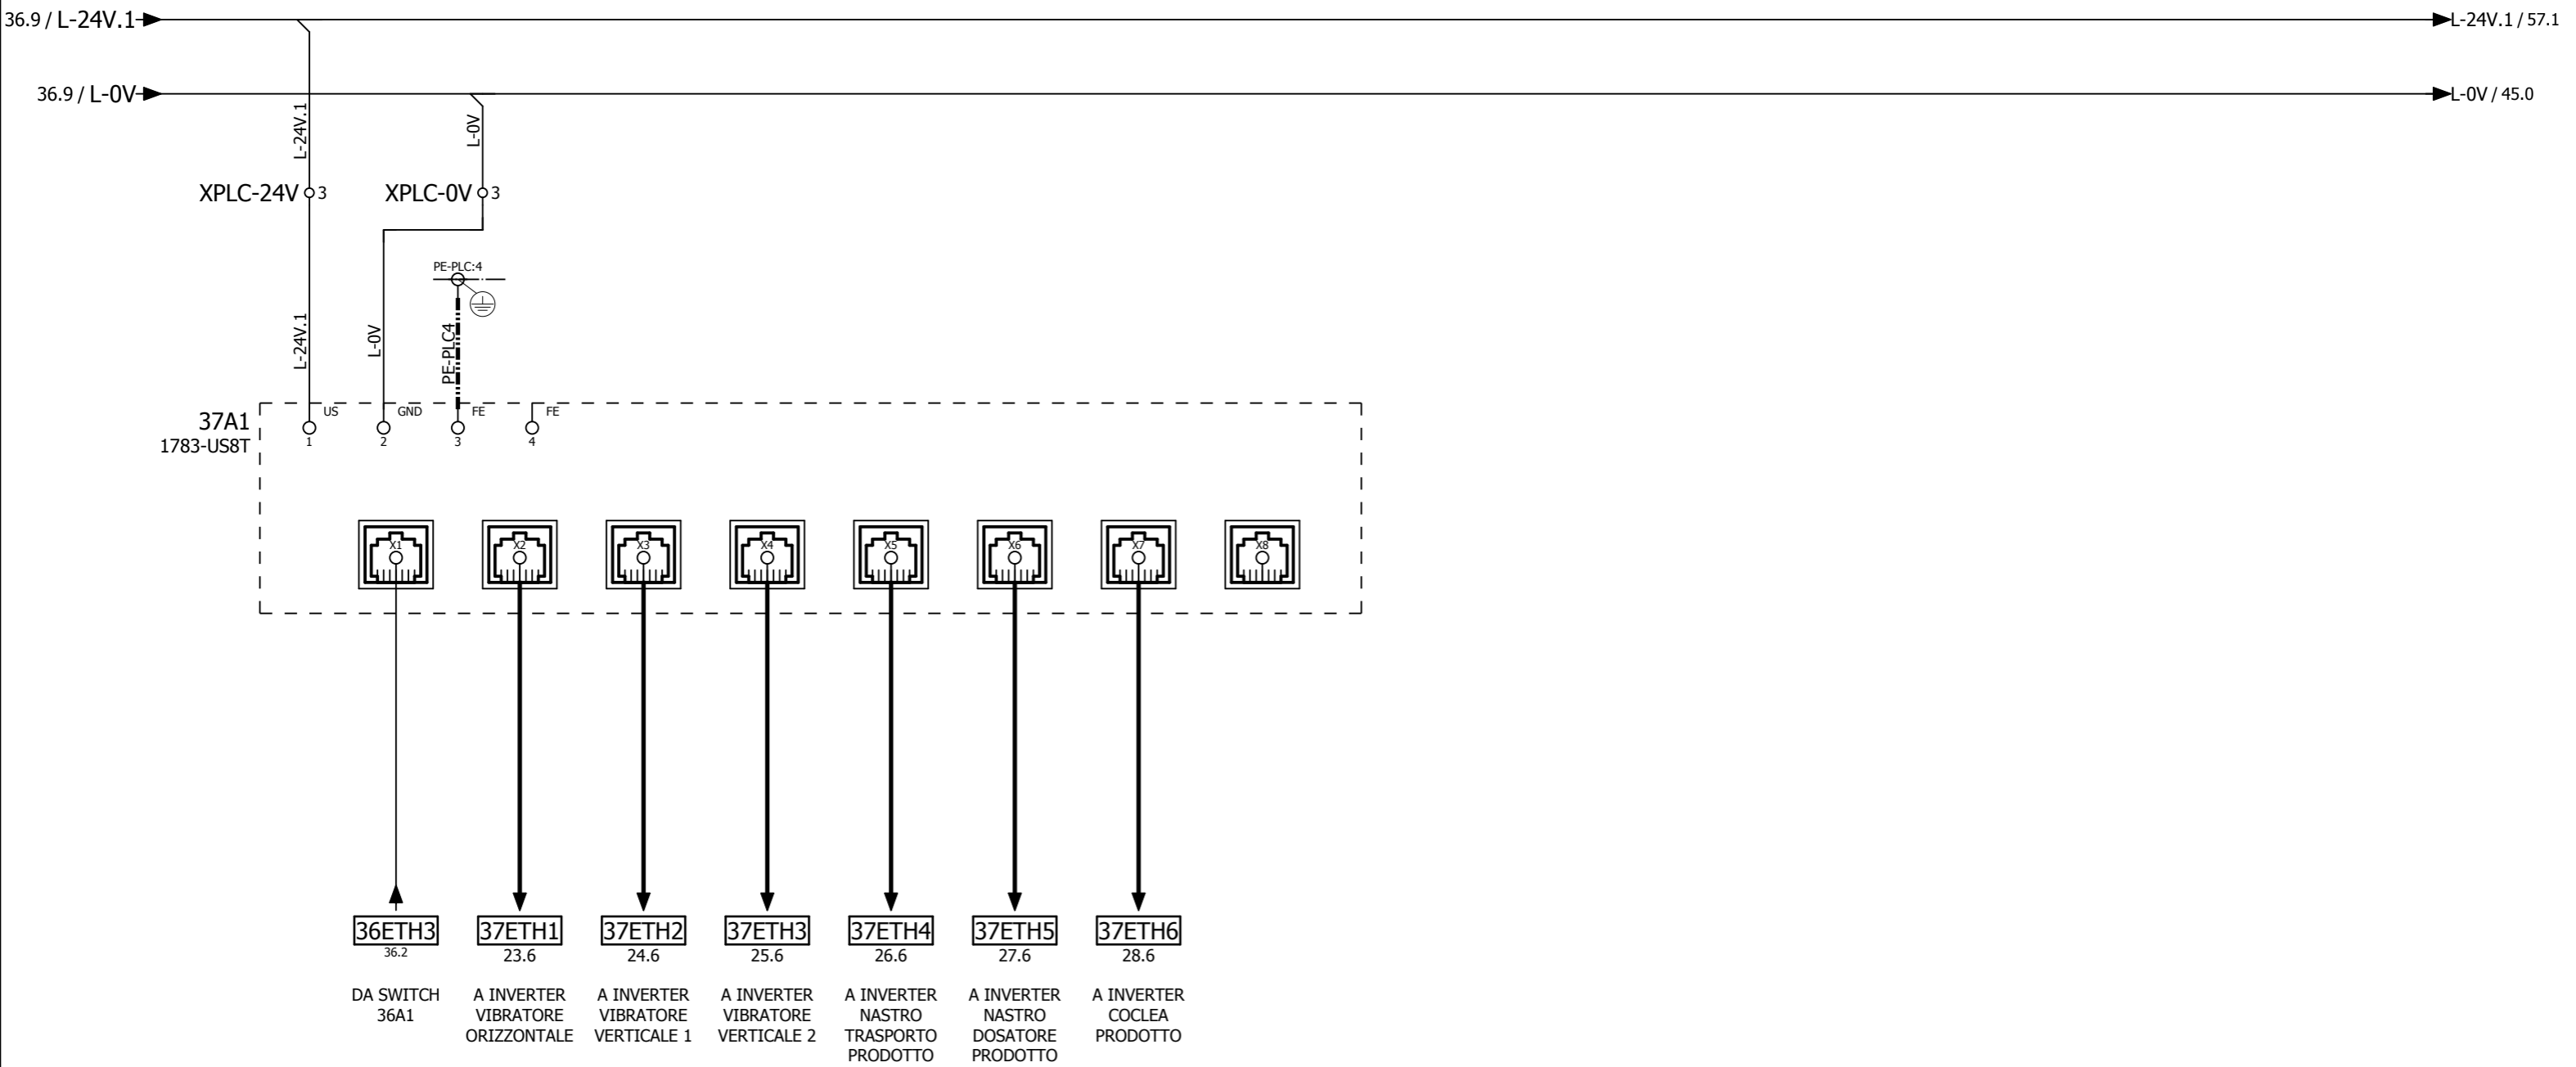 36.9 / L-24V.1
L-24V.1 / 57.1
36.9 / L-0V
L-0V / 45.0
L-24V.1
L-0V
XPLC-24V 3
XPLC-0V 3
PE-PLC:4
L-24V.1
L-0V
PE-PLC4
37A1
1783-US8T
US
GND
FE
FE
1
2
3
4
X1
X2
X3
X4
X5
X6
X7
X8
36ETH3
36.2
DA SWITCH
36A1
37ETH1
23.6
A INVERTER
VIBRATORE
ORIZZONTALE
37ETH2
24.6
A INVERTER
VIBRATORE
VERTICALE 1
37ETH3
25.6
A INVERTER
VIBRATORE
VERTICALE 2
37ETH4
26.6
A INVERTER
NASTRO
TRASPORTO
PRODOTTO
37ETH5
27.6
A INVERTER
NASTRO
DOSATORE
PRODOTTO
37ETH6
28.6
A INVERTER
COCLEA
PRODOTTO